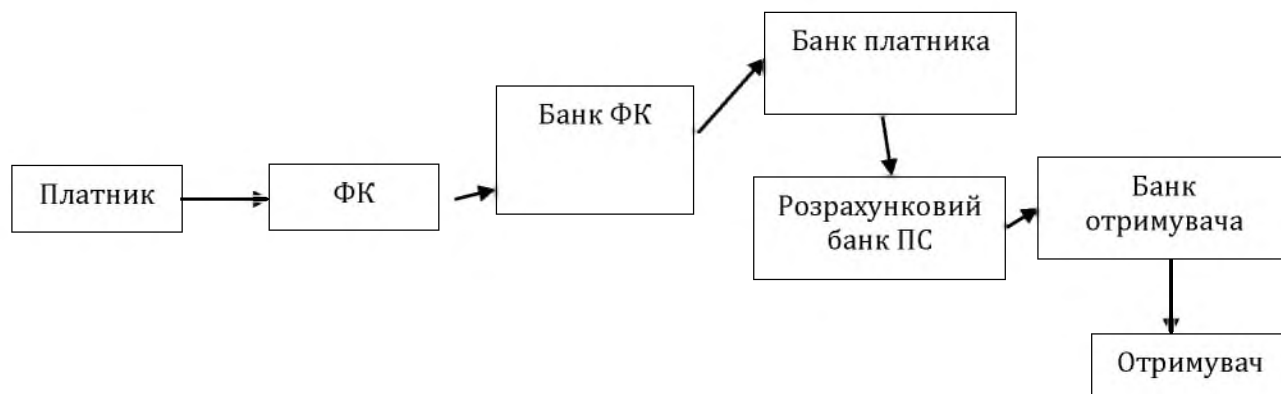 Платник
ФК
Банк ФК
Банк платника
Розрахунковий
банк ПС
Банк
отримувача
Отримувач